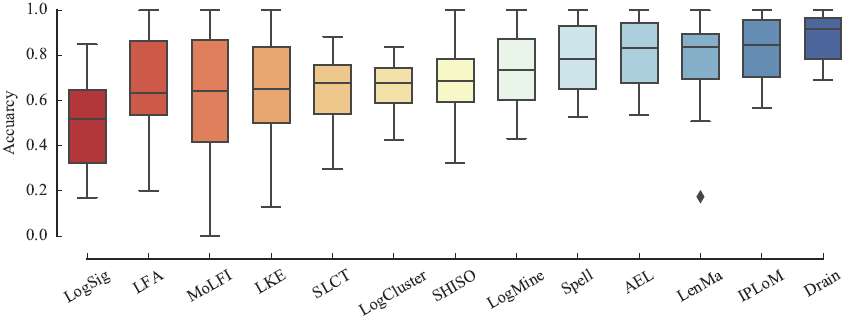 1.0
0.8
0.6
0.4
0.2
0.0
Accuarcy
LogSig
LFA
MoLFI
LKE
SLCT
LogCluster
SHISO
LogMine
Spell
AEL
LenMa
IPLoM
Drain